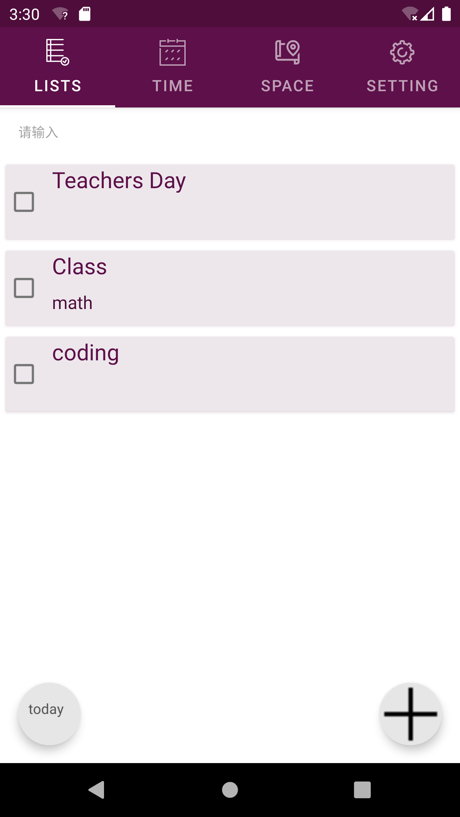 3:30
LISTS
TIME
SPACE
SETTING
请输入
Teachers Day
Class
math
coding
today